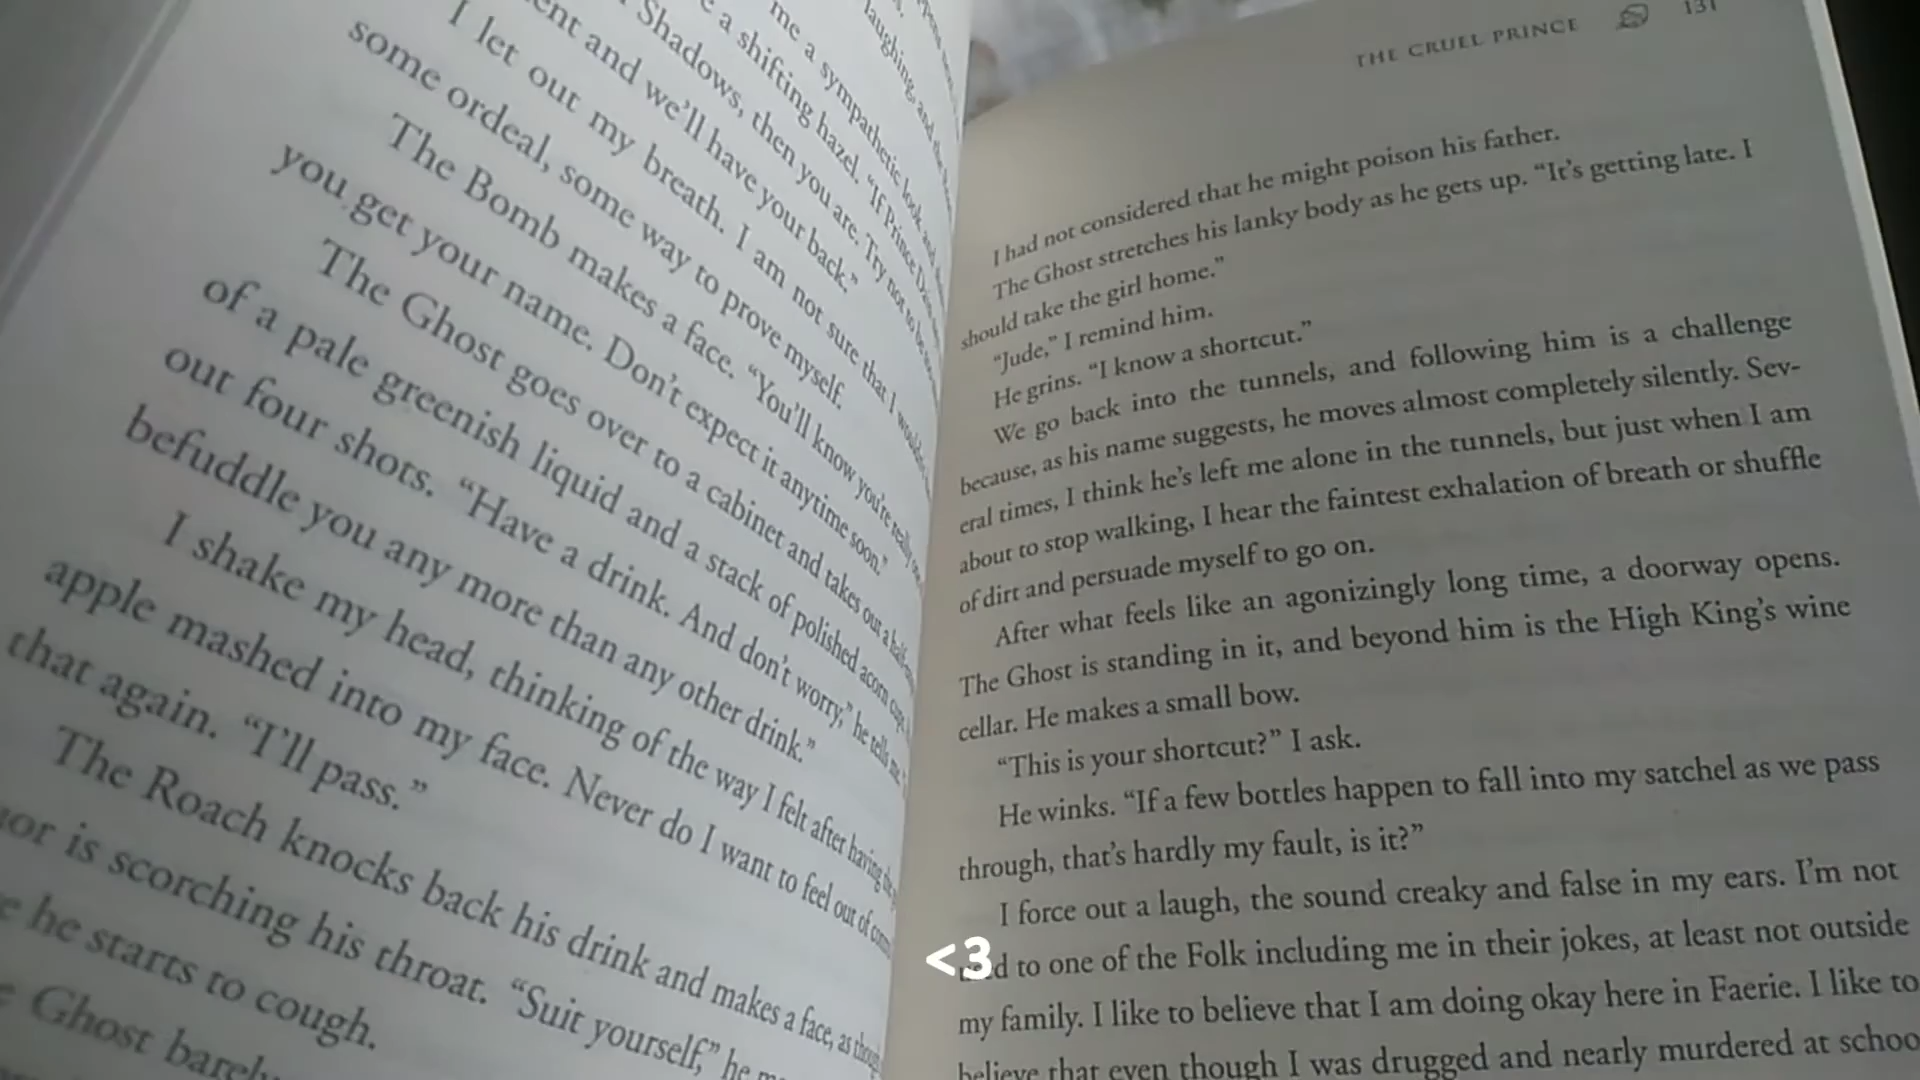 me a sympathetic look
a shifting hazel. "If Prince
Shadows, then you are. Try not to be
and we'll have your back."
I let out my breath. I am not sure that I
some ordeal, some way to prove myself.
The Bomb makes a face. "You'll know you're really
you get your name. Don't expect it anytime soon."
The Ghost goes over to a cabinet and takes out a
of a pale greenish liquid and a stack of polished acorn
out four shots. "Have a drink. And don't worry," he tells me.
befuddle you any more than any other drink."
I shake my head, thinking of the way I felt after having the
apple mashed into my face. Never do I want to feel out of
that again. "I'll pass."
The Roach knocks back his drink and makes a face, as
is scorching his throat. "Suit yourself," he
he starts to cough.
Ghost
THE CRUEL PRINCE 131
I had not considered that he might poison his father.
The Ghost stretches his lanky body as he gets up. "It's getting late. I
should take the girl home."
"Jude," I remind him.
He grins. "I know a shortcut."
We go back into the tunnels, and following him is a challenge
because, as his name suggests, he moves almost completely silently. Sev-
eral times, I think he's left me alone in the tunnels, but just when I am
about to stop walking, I hear the faintest exhalation of breath or shuffle
of dirt and persuade myself to go on.
After what feels like an agonizingly long time, a doorway opens.
The Ghost is standing in it, and beyond him is the High King's wine
cellar. He makes a small bow.
"This is your shortcut?" I ask.
He winks. "If a few bottles happen to fall into my satchel as we pass
through, that's hardly my fault, is it?"
I force out a laugh, the sound creaky and false in my ears. I'm not
<3
to one of the Folk including me in their jokes, at least not outside
my family. I like to believe that I am doing okay here in Faerie. I like to
believe that even though I was drugged and nearly murdered at